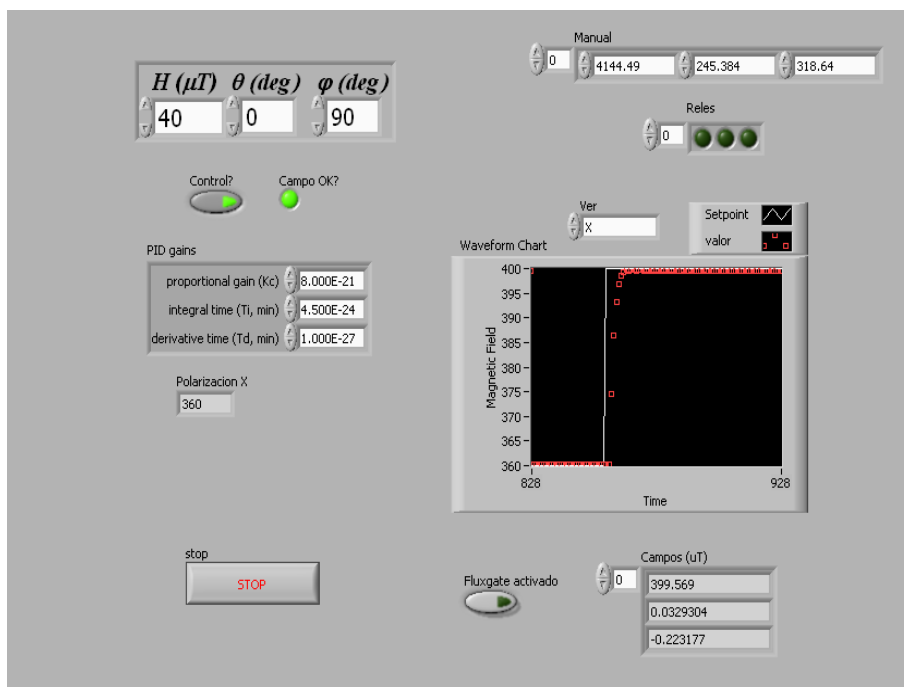 Manual
0
4144.49
245.384
318.64
H (µT) θ (deg) φ (deg)
40
0
90
Reles
0
Control?
Campo OK?
Ver
X
Setpoint
valor
Waveform Chart
PID gains
proportional gain (Kc)
8.000E-21
integral time (Ti, min)
4.500E-24
derivative time (Td, min)
1.000E-27
Polarizacion X
360
Magnetic Field
400
395
390
385
380
375
370
365
360
828
928
Time
stop
STOP
Fluxgate activado
Campos (uT)
0
399.569
0.0329304
-0.223177